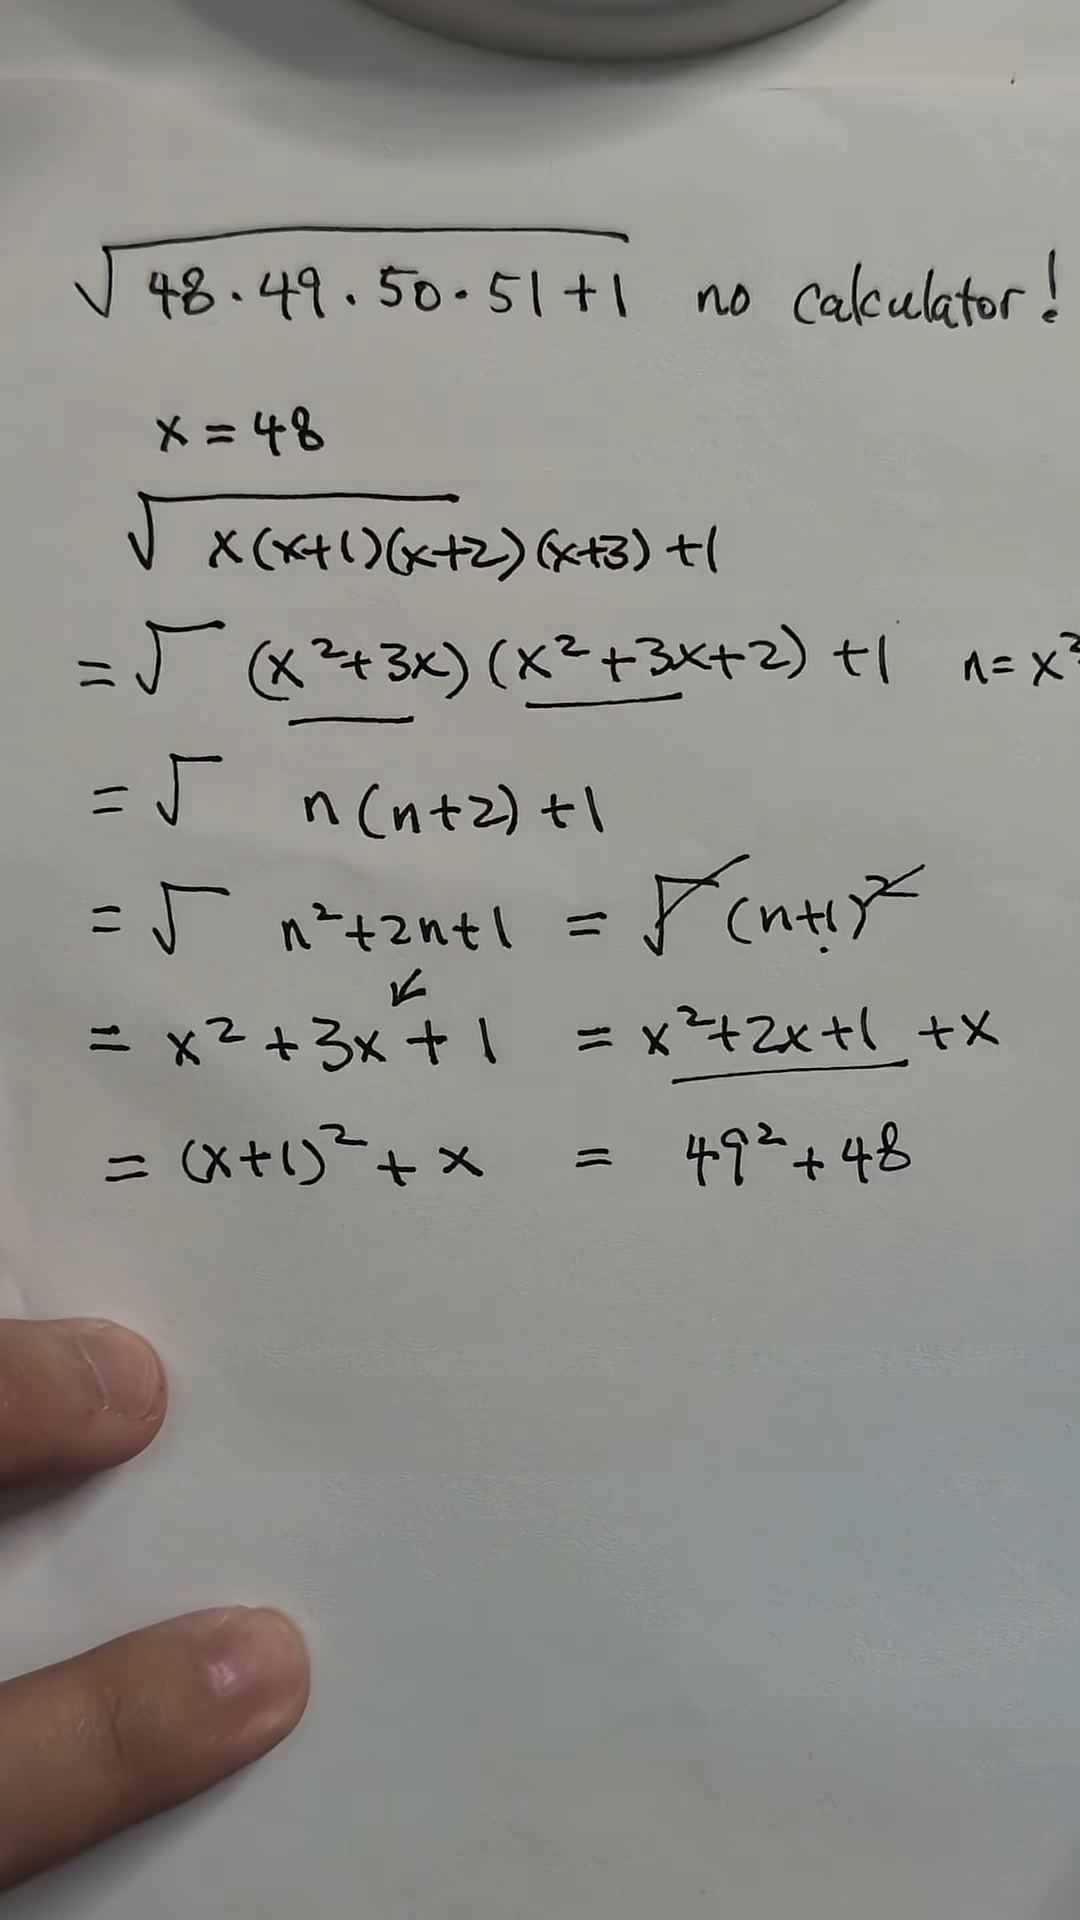 √48·49·50·51+1 no calculator!
x=48
√x(x+1)(x+2)(x+3)+1
=√(x²+3x)(x²+3x+2)+1 n=x²
=√n(n+2)+1
=√n²+2n+1 =√(n+1)²
=x²+3x+1 =x²+2x+1+x
=(x+1)²+x = 49²+48